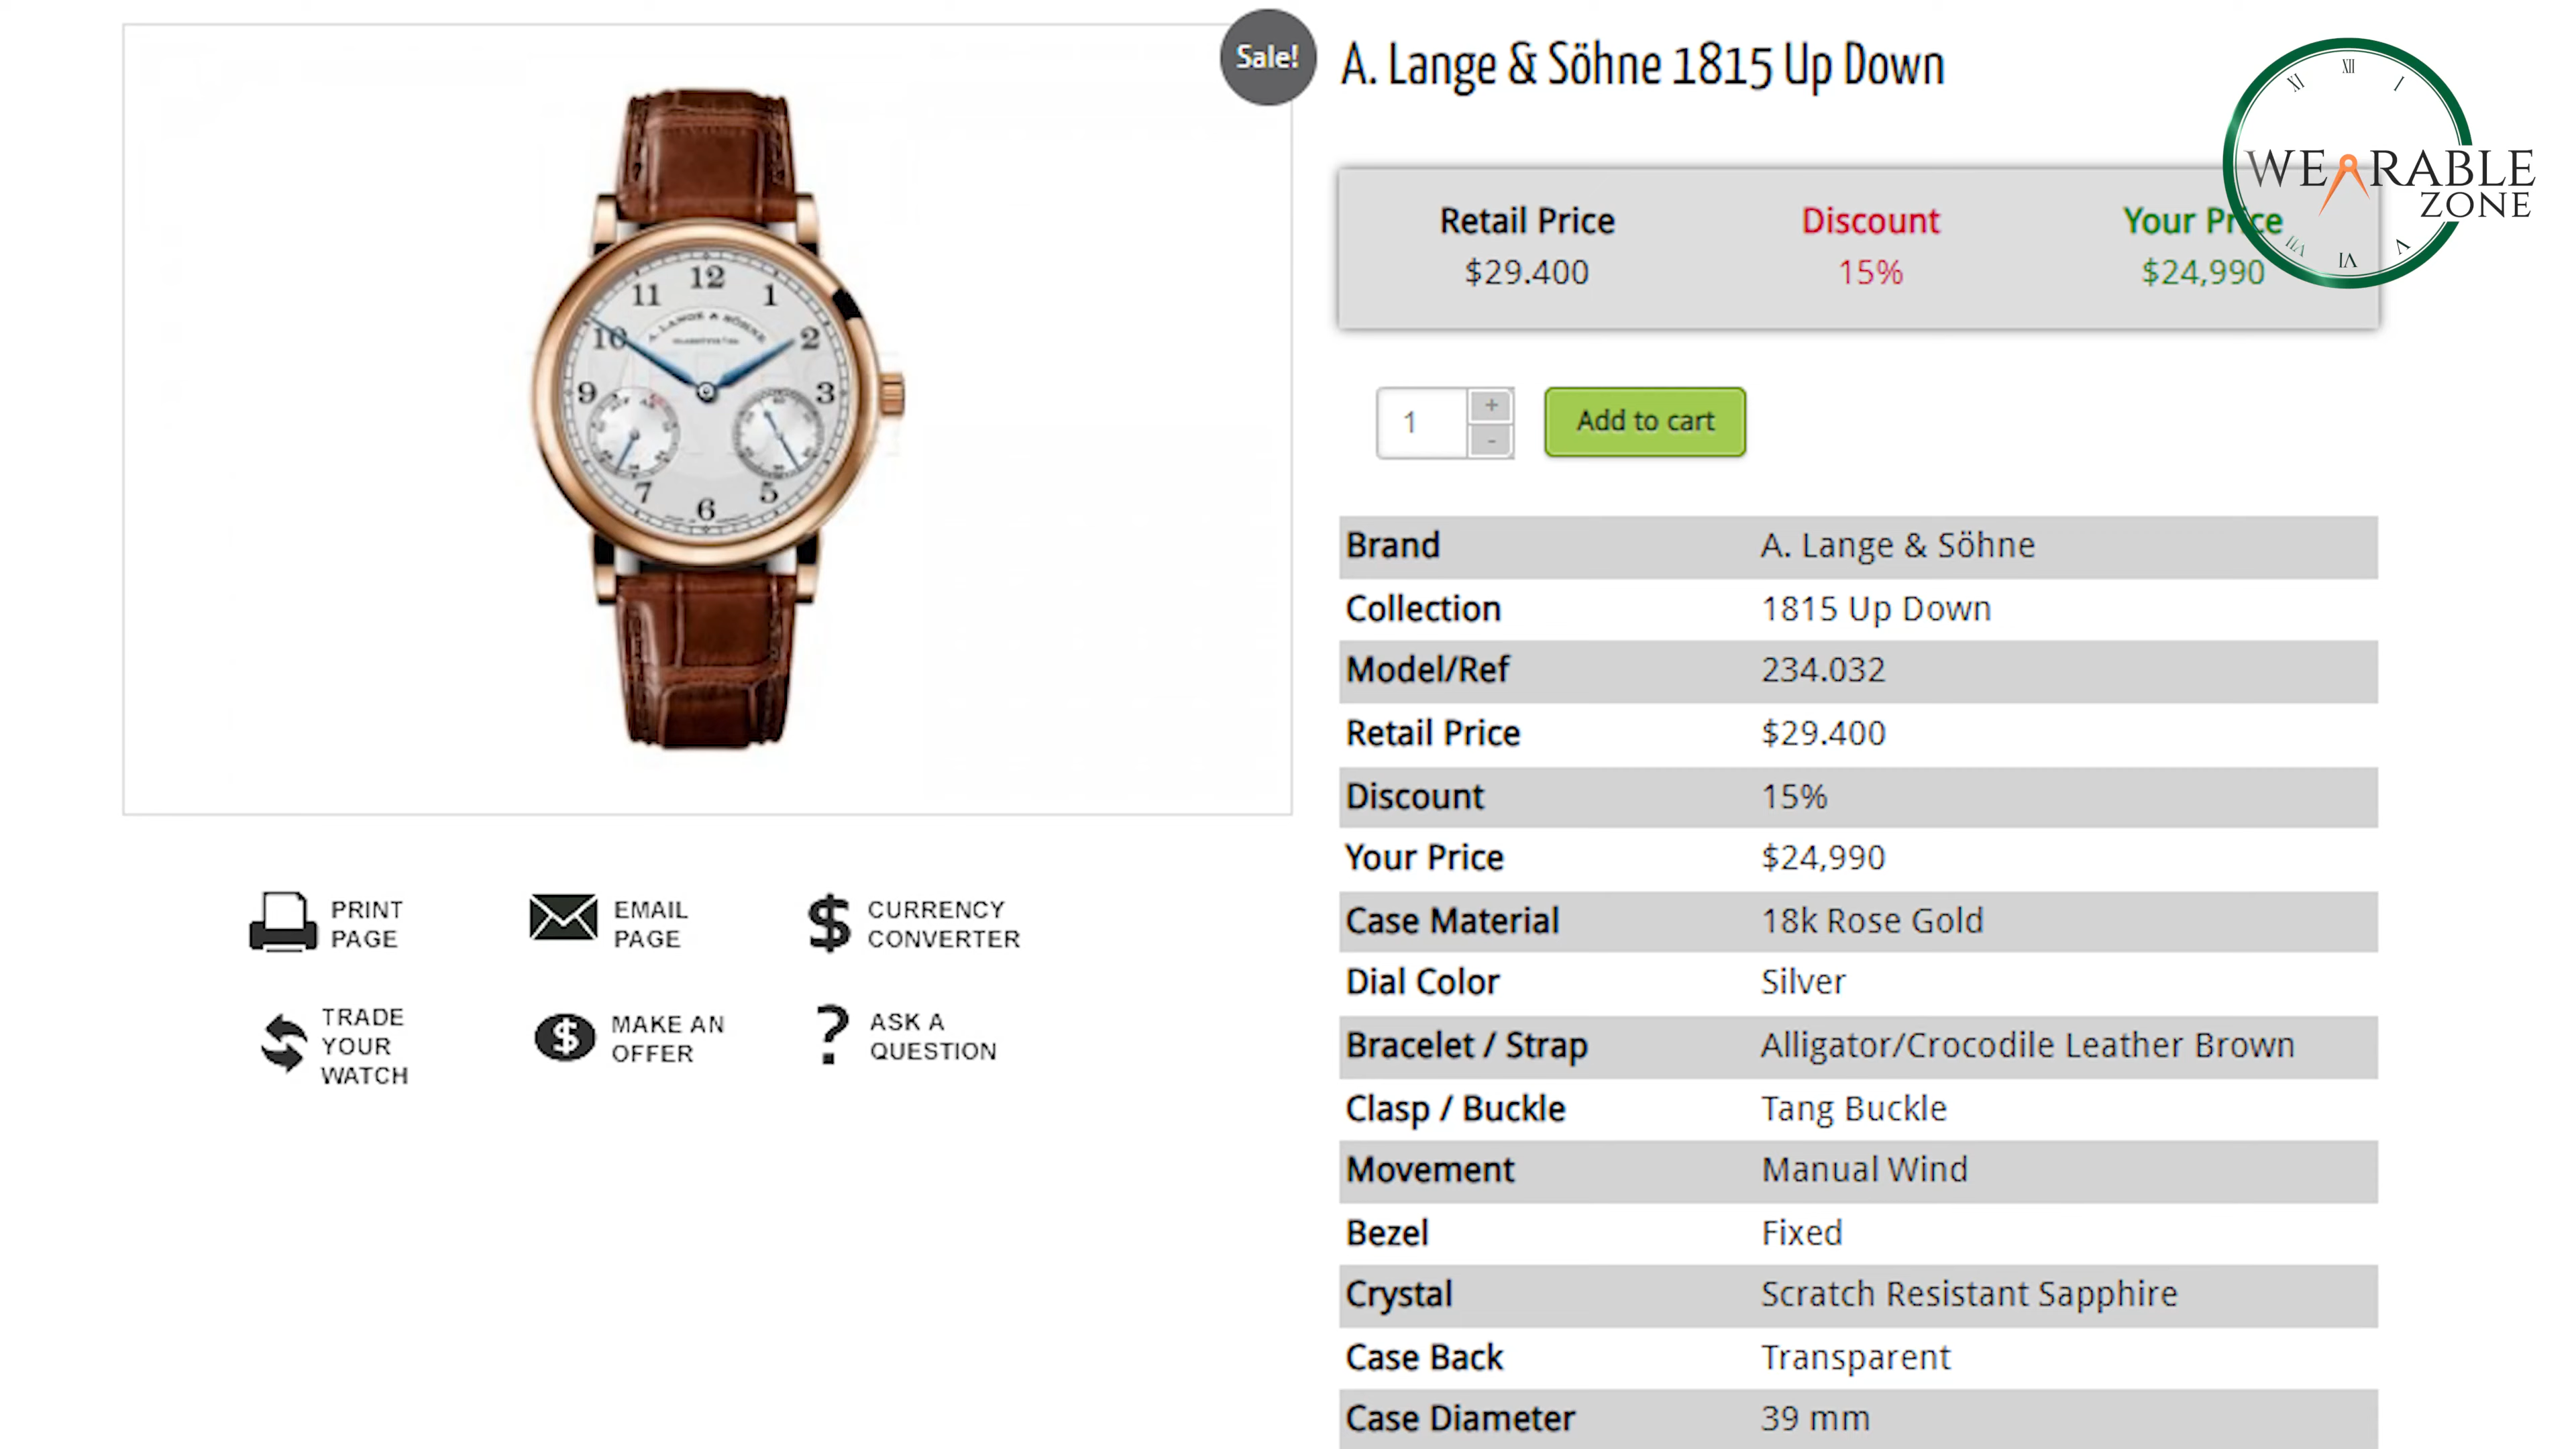 Sale!
A. Lange & Söhne 1815 Up Down
XI XII I
WEARABLE
ZONE
VII VI V
Retail Price Discount Your Price
$29.400 15% $24,990
12
11 1
A. LANGE & SÖHNE
10 2
9 3
7 5
6
1 + -
Add to cart
Brand A. Lange & Söhne
Collection 1815 Up Down
Model/Ref 234.032
Retail Price $29.400
Discount 15%
Your Price $24,990
Case Material 18k Rose Gold
Dial Color Silver
Bracelet / Strap Alligator/Crocodile Leather Brown
Clasp / Buckle Tang Buckle
Movement Manual Wind
Bezel Fixed
Crystal Scratch Resistant Sapphire
Case Back Transparent
Case Diameter 39 mm
PRINT
PAGE
EMAIL
PAGE
$ CURRENCY
CONVERTER
TRADE
YOUR
WATCH
$ MAKE AN
OFFER
? ASK A
QUESTION